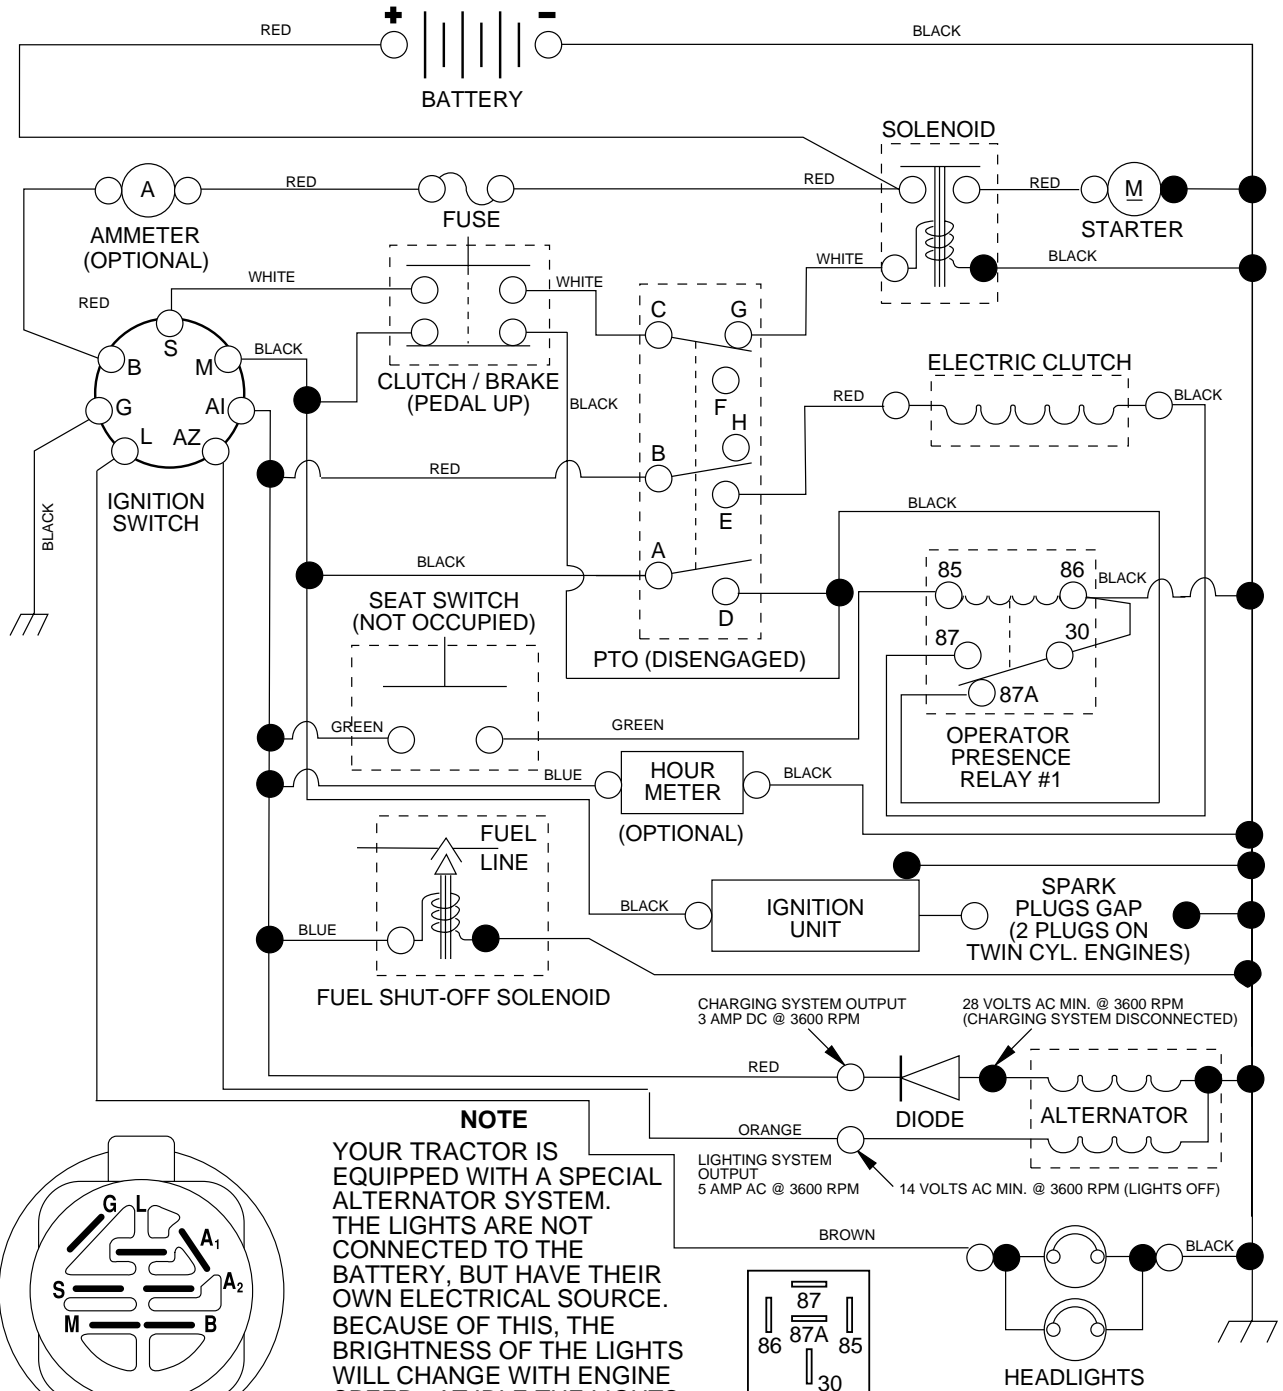 + -
RED
BLACK
BATTERY
SOLENOID
RED
RED
RED
A
M
FUSE
STARTER
AMMETER
(OPTIONAL)
WHITE
WHITE
WHITE
BLACK
RED
S
B
M
BLACK
C
G
CLUTCH / BRAKE
(PEDAL UP)
ELECTRIC CLUTCH
G
AI
F
BLACK
RED
BLACK
L
AZ
H
B
RED
IGNITION
SWITCH
E
BLACK
BLACK
A
BLACK
85
86
BLACK
SEAT SWITCH
(NOT OCCUPIED)
D
87
30
PTO (DISENGAGED)
87A
GREEN
GREEN
OPERATOR
PRESENCE
RELAY #1
BLUE
HOUR
METER
BLACK
(OPTIONAL)
FUEL
LINE
BLACK
IGNITION
UNIT
SPARK
PLUGS GAP
(2 PLUGS ON
TWIN CYL. ENGINES)
BLUE
FUEL SHUT-OFF SOLENOID
CHARGING SYSTEM OUTPUT
3 AMP DC @ 3600 RPM
28 VOLTS AC MIN. @ 3600 RPM
(CHARGING SYSTEM DISCONNECTED)
RED
DIODE
ALTERNATOR
ORANGE
LIGHTING SYSTEM
OUTPUT
5 AMP AC @ 3600 RPM
14 VOLTS AC MIN. @ 3600 RPM (LIGHTS OFF)
BROWN
BLACK
HEADLIGHTS
NOTE
YOUR TRACTOR IS
EQUIPPED WITH A SPECIAL
ALTERNATOR SYSTEM.
THE LIGHTS ARE NOT
CONNECTED TO THE
BATTERY, BUT HAVE THEIR
OWN ELECTRICAL SOURCE.
BECAUSE OF THIS, THE
BRIGHTNESS OF THE LIGHTS
WILL CHANGE WITH ENGINE
SPEED. AT IDLE THE LIGHTS
G L
A1
S
A2
M
B
87
86
87A
85
30